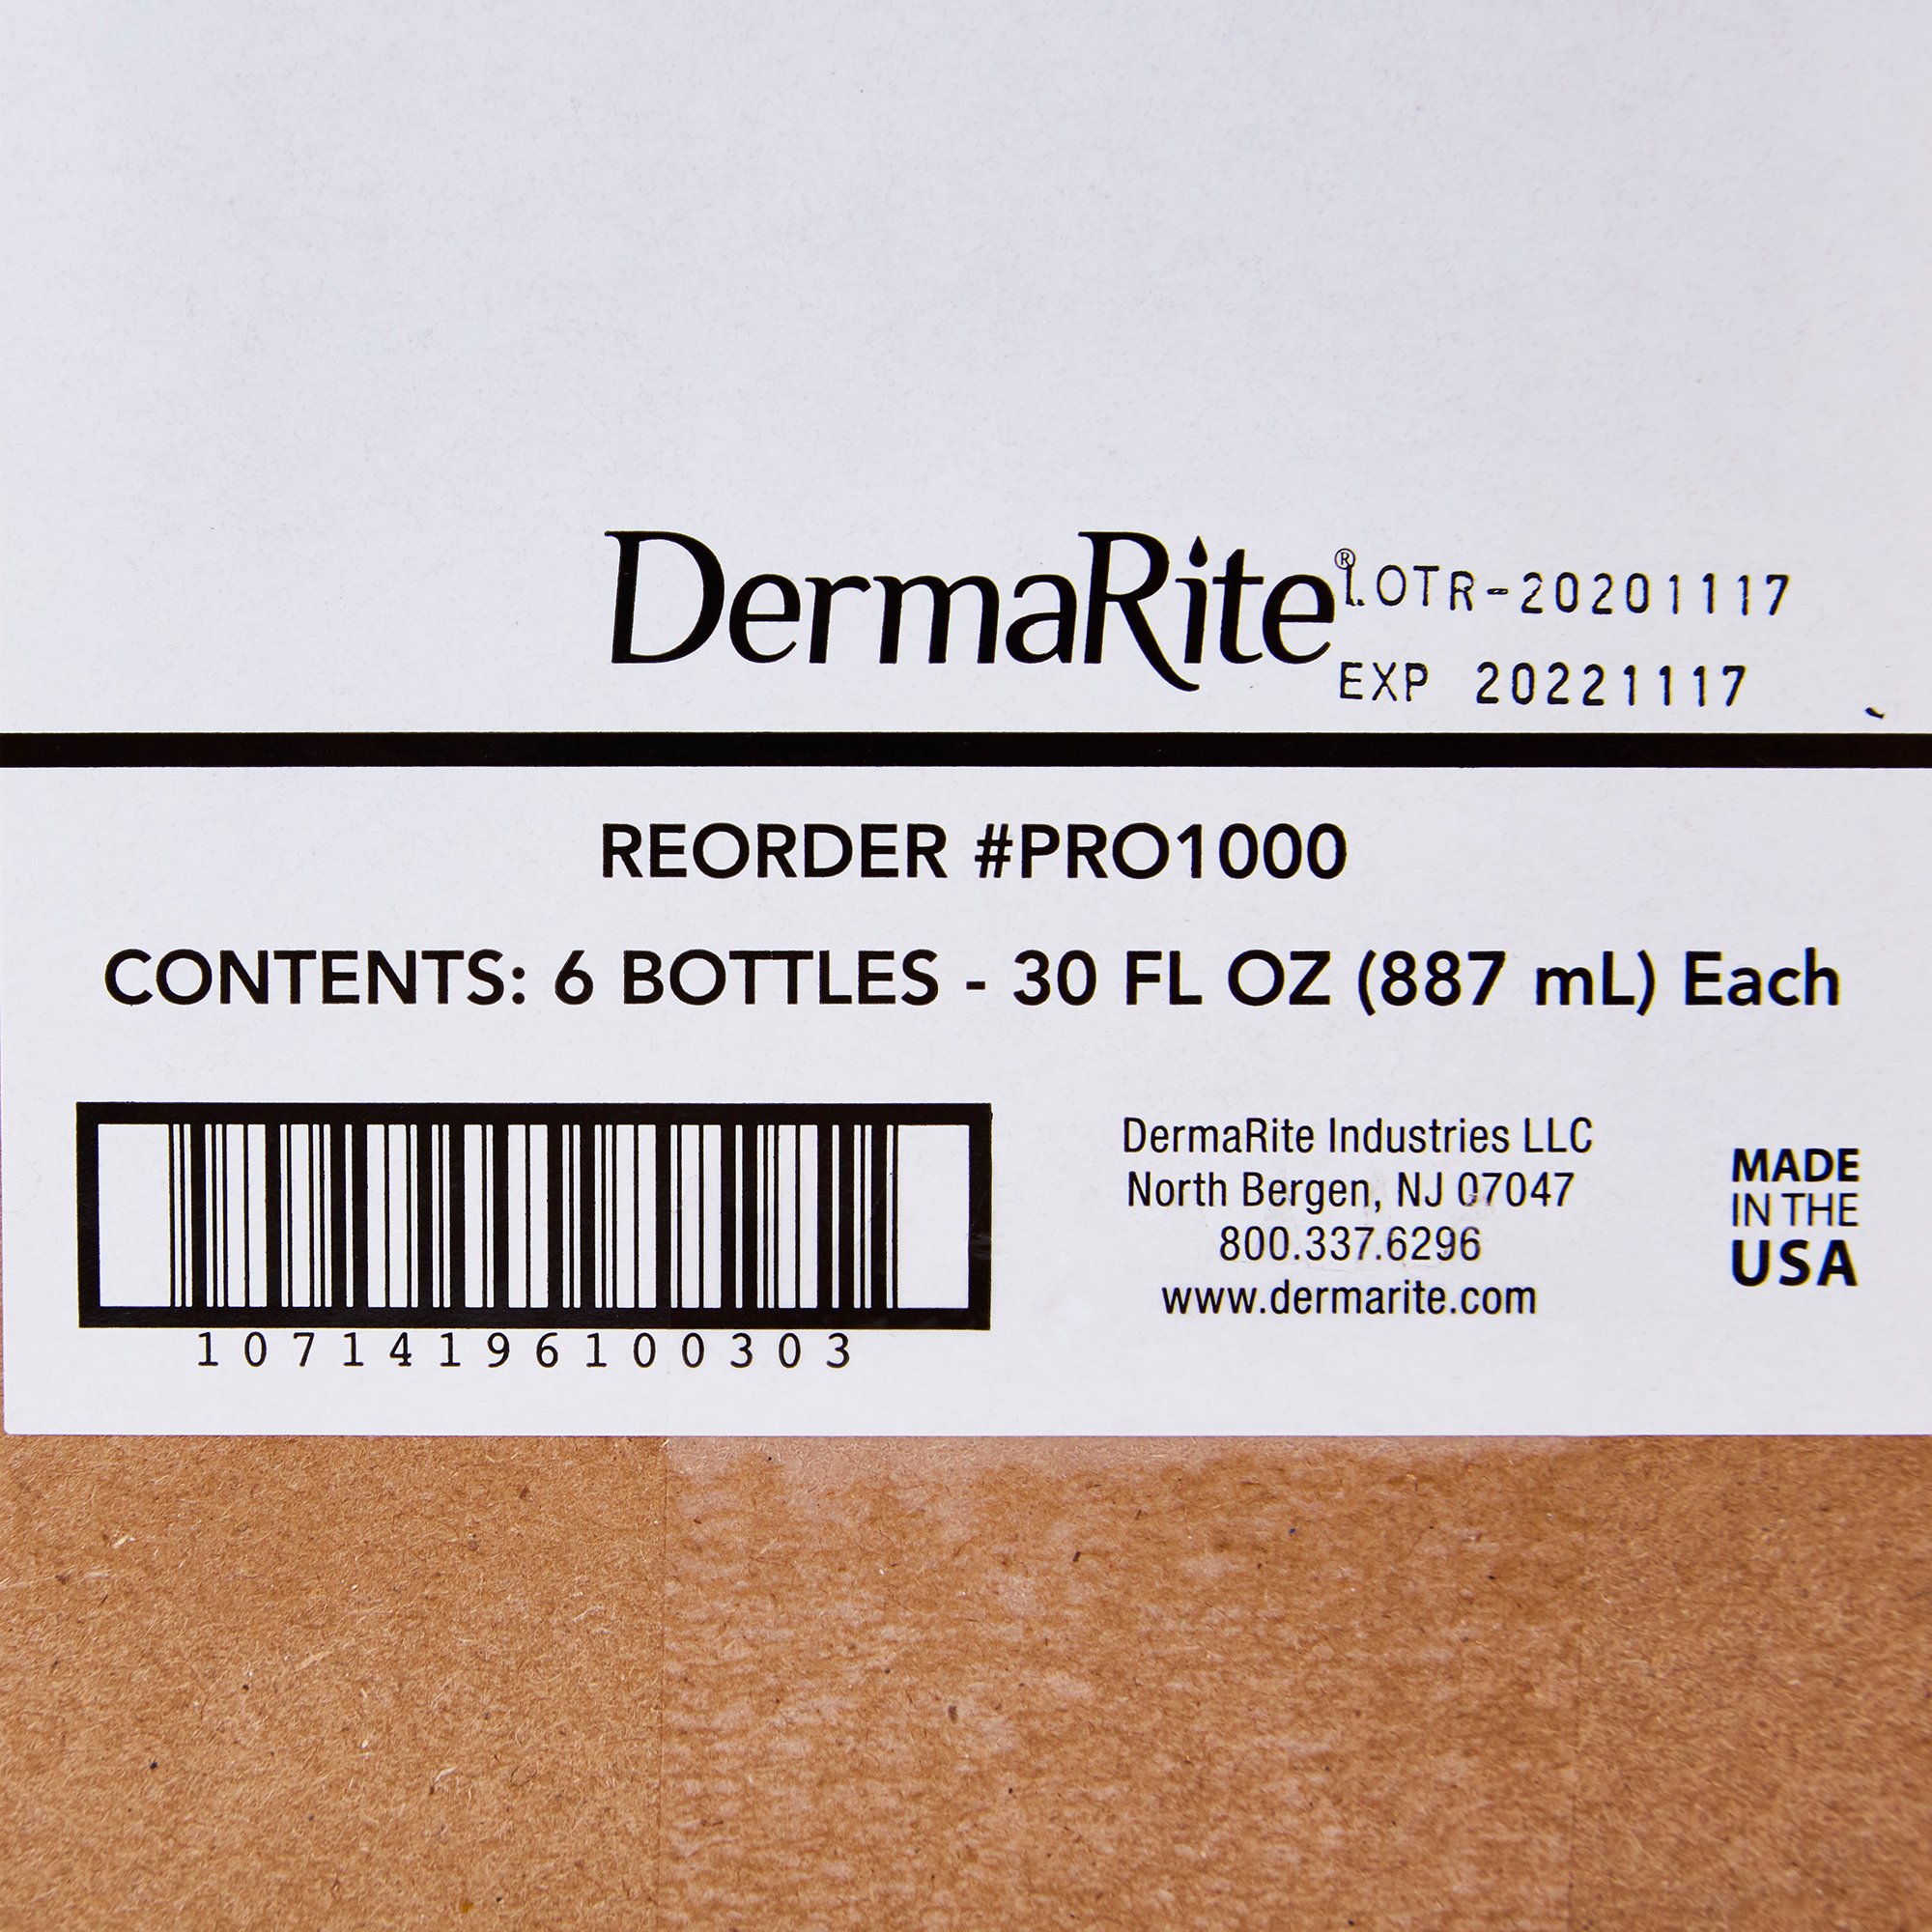 DermaRite®
LOTR-20201117
EXP 20221117
REORDER #PRO1000
CONTENTS: 6 BOTTLES - 30 FL OZ (887 mL) Each
10714196100303
DermaRite Industries LLC
North Bergen, NJ 07047
800.337.6296
www.dermarite.com
MADE
IN THE
USA